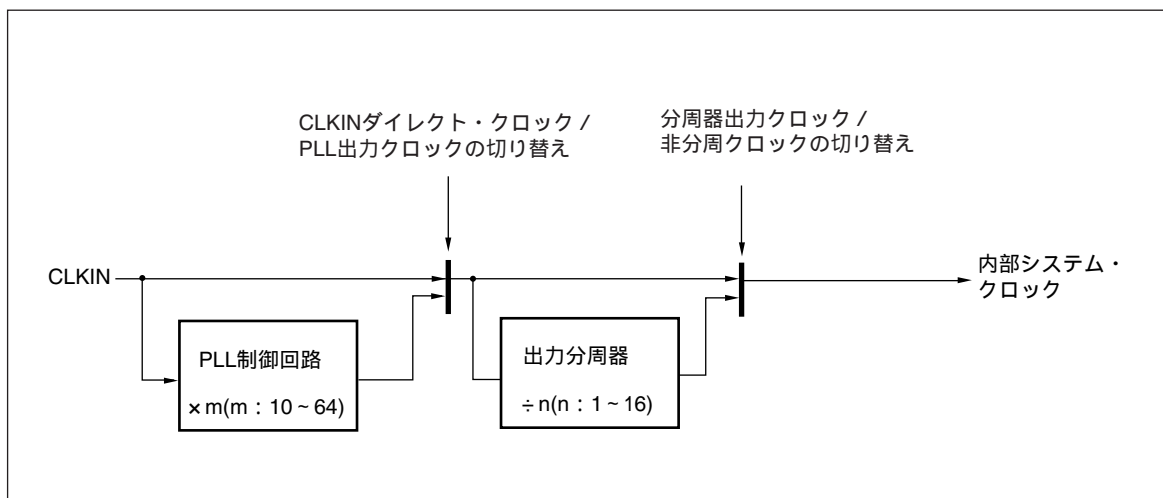 CLKINダイレクト・クロック /
PLL出力クロックの切り替え
分周器出力クロック /
非分周クロックの切り替え
CLKIN
内部システム・
クロック
PLL制御回路
×m(m：10～64)
出力分周器
÷n(n：1～16)